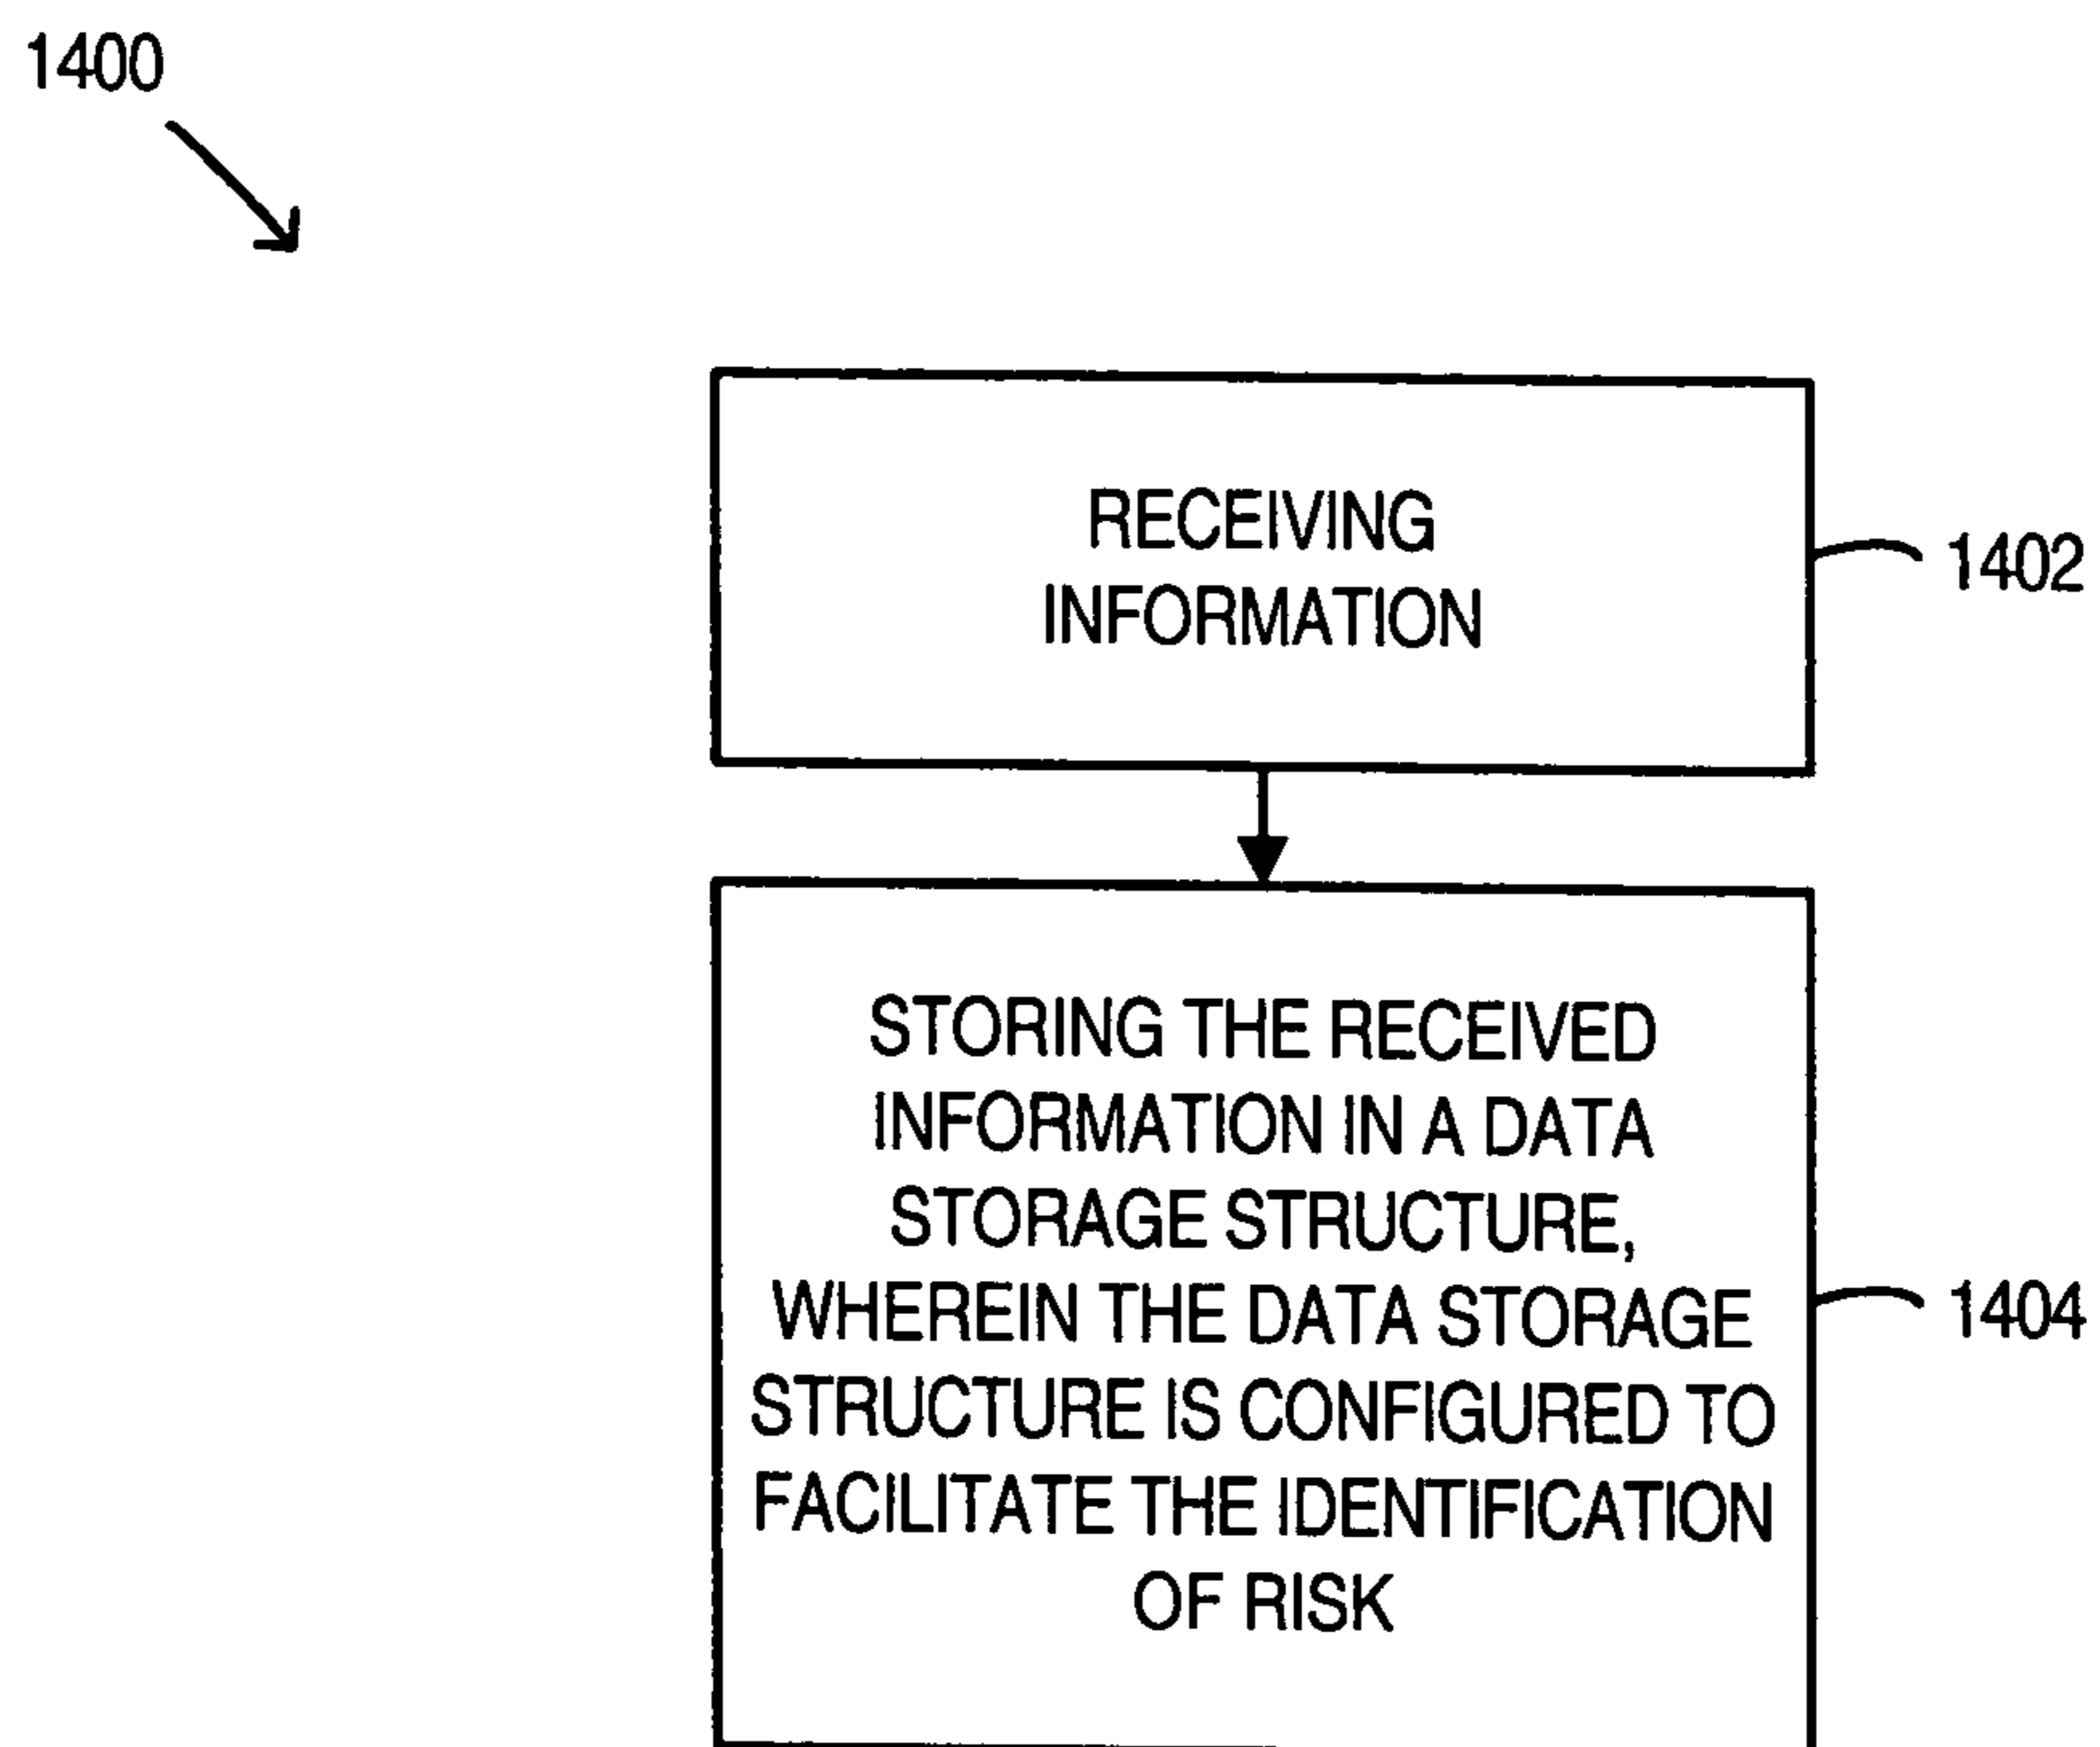 1400
RECEIVING
INFORMATION
1402
STORING THE RECEIVED
INFORMATION IN A DATA
STORAGE STRUCTURE,
WHEREIN THE DATA STORAGE
STRUCTURE IS CONFIGURED TO
FACILITATE THE IDENTIFICATION
OF RISK
1404